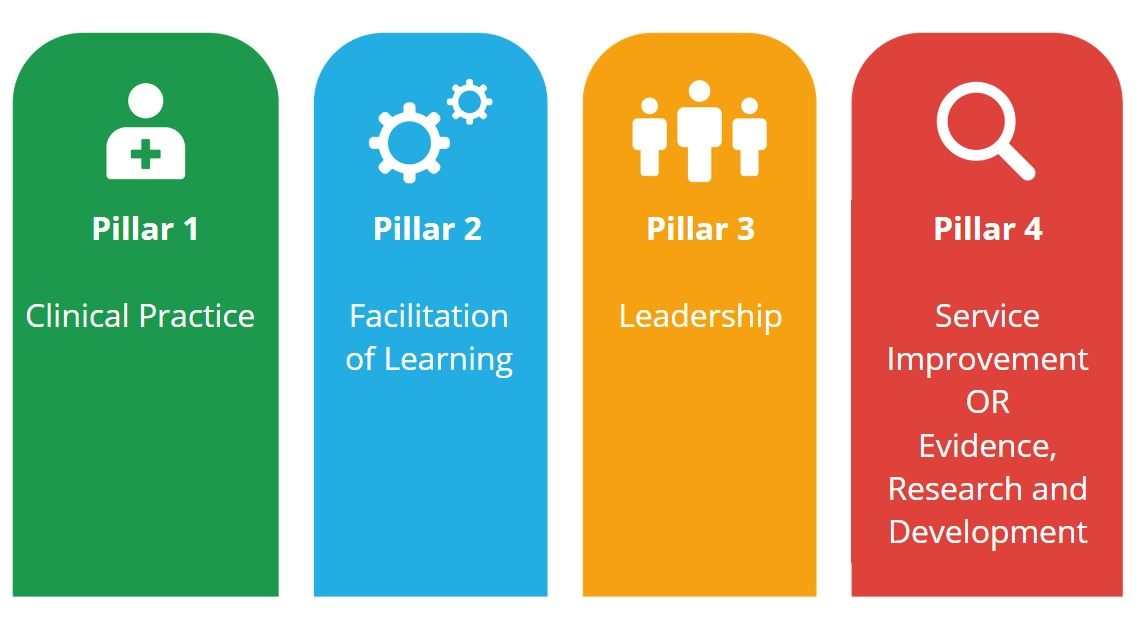 Pillar 1
Clinical Practice
Pillar 2
Facilitation
of Learning
Pillar 3
Leadership
Pillar 4
Service
Improvement
OR
Evidence,
Research and
Development